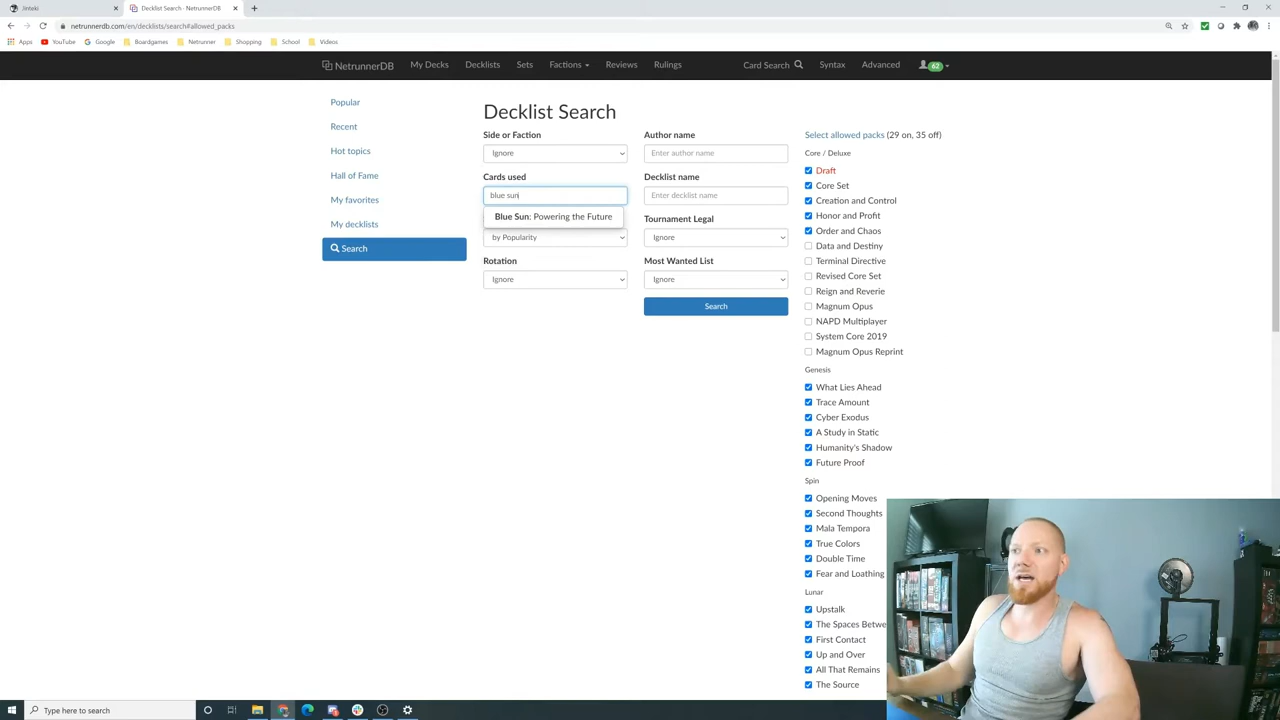 Jinteki
Decklist Search · NetrunnerDB
netrunnerdb.com/en/decklists/search#allowed_packs
Apps YouTube Google Boardgames Netrunner Shopping School Videos
NetrunnerDB My Decks Decklists Sets Factions Reviews Rulings Card Search Syntax Advanced 62
Popular
Recent
Hot topics
Hall of Fame
My favorites
My decklists
Search
Decklist Search
Side or Faction
Ignore
Cards used
blue sun
Blue Sun: Powering the Future
by Popularity
Rotation
Ignore
Author name
Enter author name
Decklist name
Enter decklist name
Tournament Legal
Ignore
Most Wanted List
Ignore
Search
Select allowed packs (29 on, 35 off)
Core / Deluxe
Draft
Core Set
Creation and Control
Honor and Profit
Order and Chaos
Data and Destiny
Terminal Directive
Revised Core Set
Reign and Reverie
Magnum Opus
NAPD Multiplayer
System Core 2019
Magnum Opus Reprint
Genesis
What Lies Ahead
Trace Amount
Cyber Exodus
A Study in Static
Humanity's Shadow
Future Proof
Spin
Opening Moves
Second Thoughts
Mala Tempora
True Colors
Double Time
Fear and Loathing
Lunar
Upstalk
The Spaces Betwe
First Contact
Up and Over
All That Remains
The Source
Type here to search